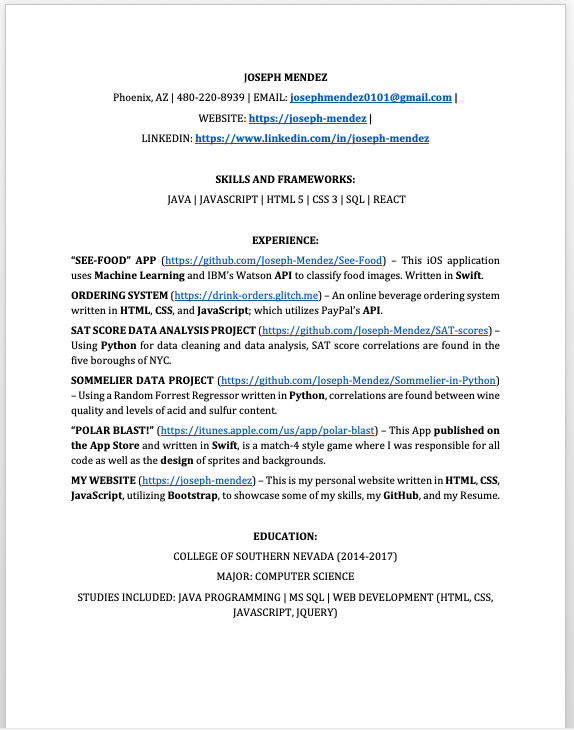 JOSEPH MENDEZ
Phoenix, AZ | 480-220-8939 | EMAIL: josephmendez0101@gmail.com |
WEBSITE: https://joseph-mendez |
LINKEDIN: https://www.linkedin.com/in/joseph-mendez
SKILLS AND FRAMEWORKS:
JAVA | JAVASCRIPT | HTML 5 | CSS 3 | SQL | REACT
EXPERIENCE:
“SEE-FOOD” APP (https://github.com/Joseph-Mendez/See-Food) – This iOS application
uses Machine Learning and IBM’s Watson API to classify food images. Written in Swift.
ORDERING SYSTEM (https://drink-orders.glitch.me) – An online beverage ordering system
written in HTML, CSS, and JavaScript; which utilizes PayPal’s API.
SAT SCORE DATA ANALYSIS PROJECT (https://github.com/Joseph-Mendez/SAT-scores) –
Using Python for data cleaning and data analysis, SAT score correlations are found in the
five boroughs of NYC.
SOMMELIER DATA PROJECT (https://github.com/Joseph-Mendez/Sommelier-in-Python)
– Using a Random Forrest Regressor written in Python, correlations are found between wine
quality and levels of acid and sulfur content.
“POLAR BLAST!” (https://itunes.apple.com/us/app/polar-blast) – This App published on
the App Store and written in Swift, is a match-4 style game where I was responsible for all
code as well as the design of sprites and backgrounds.
MY WEBSITE (https://joseph-mendez) – This is my personal website written in HTML, CSS,
JavaScript, utilizing Bootstrap, to showcase some of my skills, my GitHub, and my Resume.
EDUCATION:
COLLEGE OF SOUTHERN NEVADA (2014-2017)
MAJOR: COMPUTER SCIENCE
STUDIES INCLUDED: JAVA PROGRAMMING | MS SQL | WEB DEVELOPMENT (HTML, CSS,
JAVASCRIPT, JQUERY)